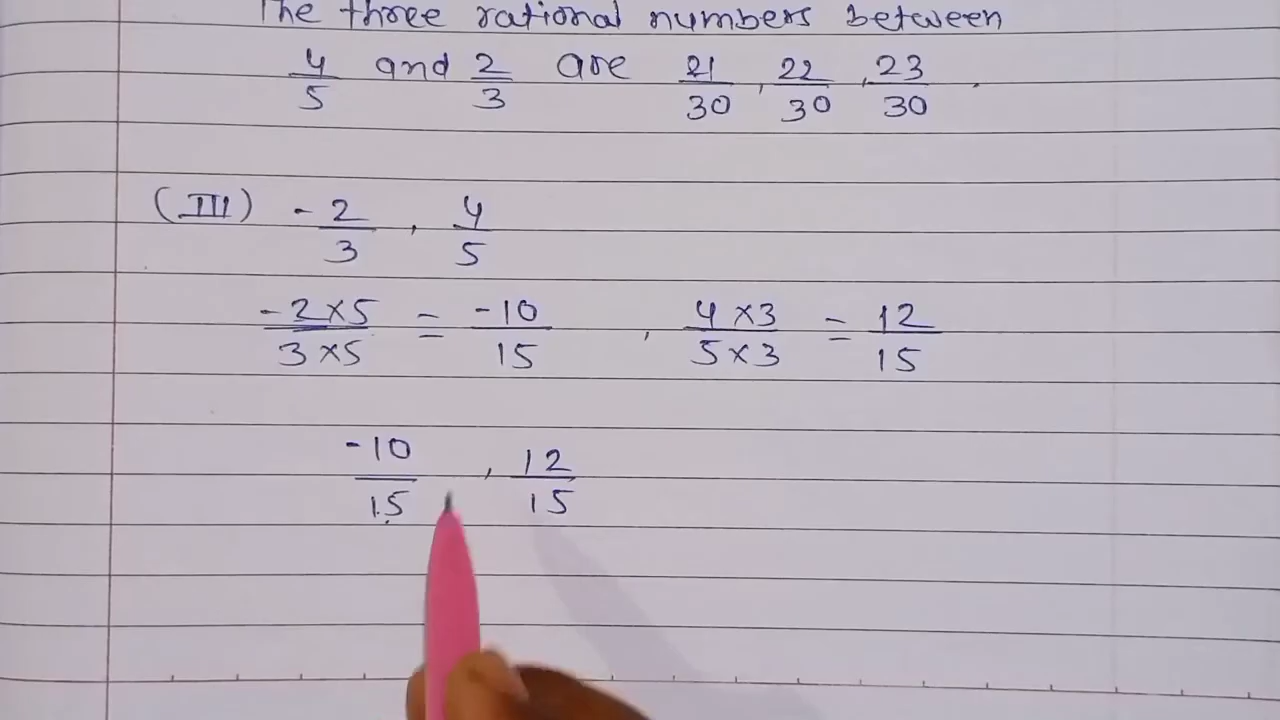 The three rational numbers between
4/5 and 2/3 are 21/30, 22/30, 23/30.
(III) -2/3, 4/5
-2×5/3×5 = -10/15, 4×3/5×3 = 12/15
-10/15, 12/15